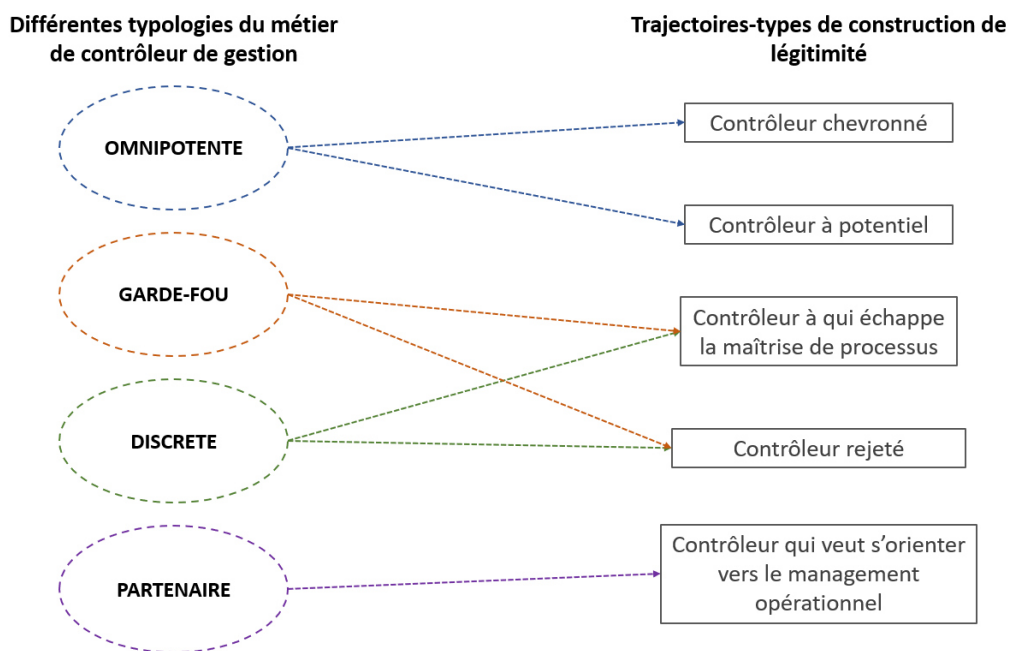 Différentes typologies du métier
de contrôleur de gestion
Trajectoires-types de construction de
légitimité
OMNIPOTENTE
GARDE-FOU
DISCRETE
PARTENAIRE
Contrôleur chevronné
Contrôleur à potentiel
Contrôleur à qui échappe
la maîtrise de processus
Contrôleur rejeté
Contrôleur qui veut s’orienter
vers le management
opérationnel